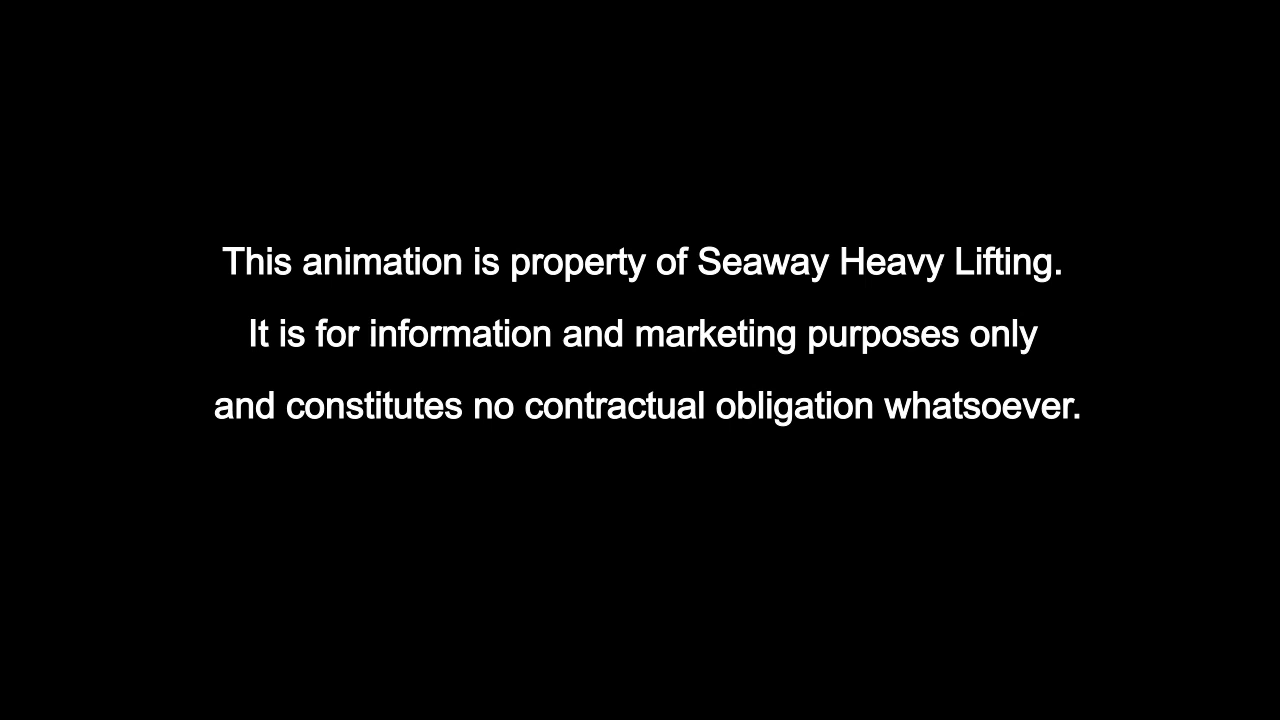 This animation is property of Seaway Heavy Lifting.
It is for information and marketing purposes only
and constitutes no contractual obligation whatsoever.